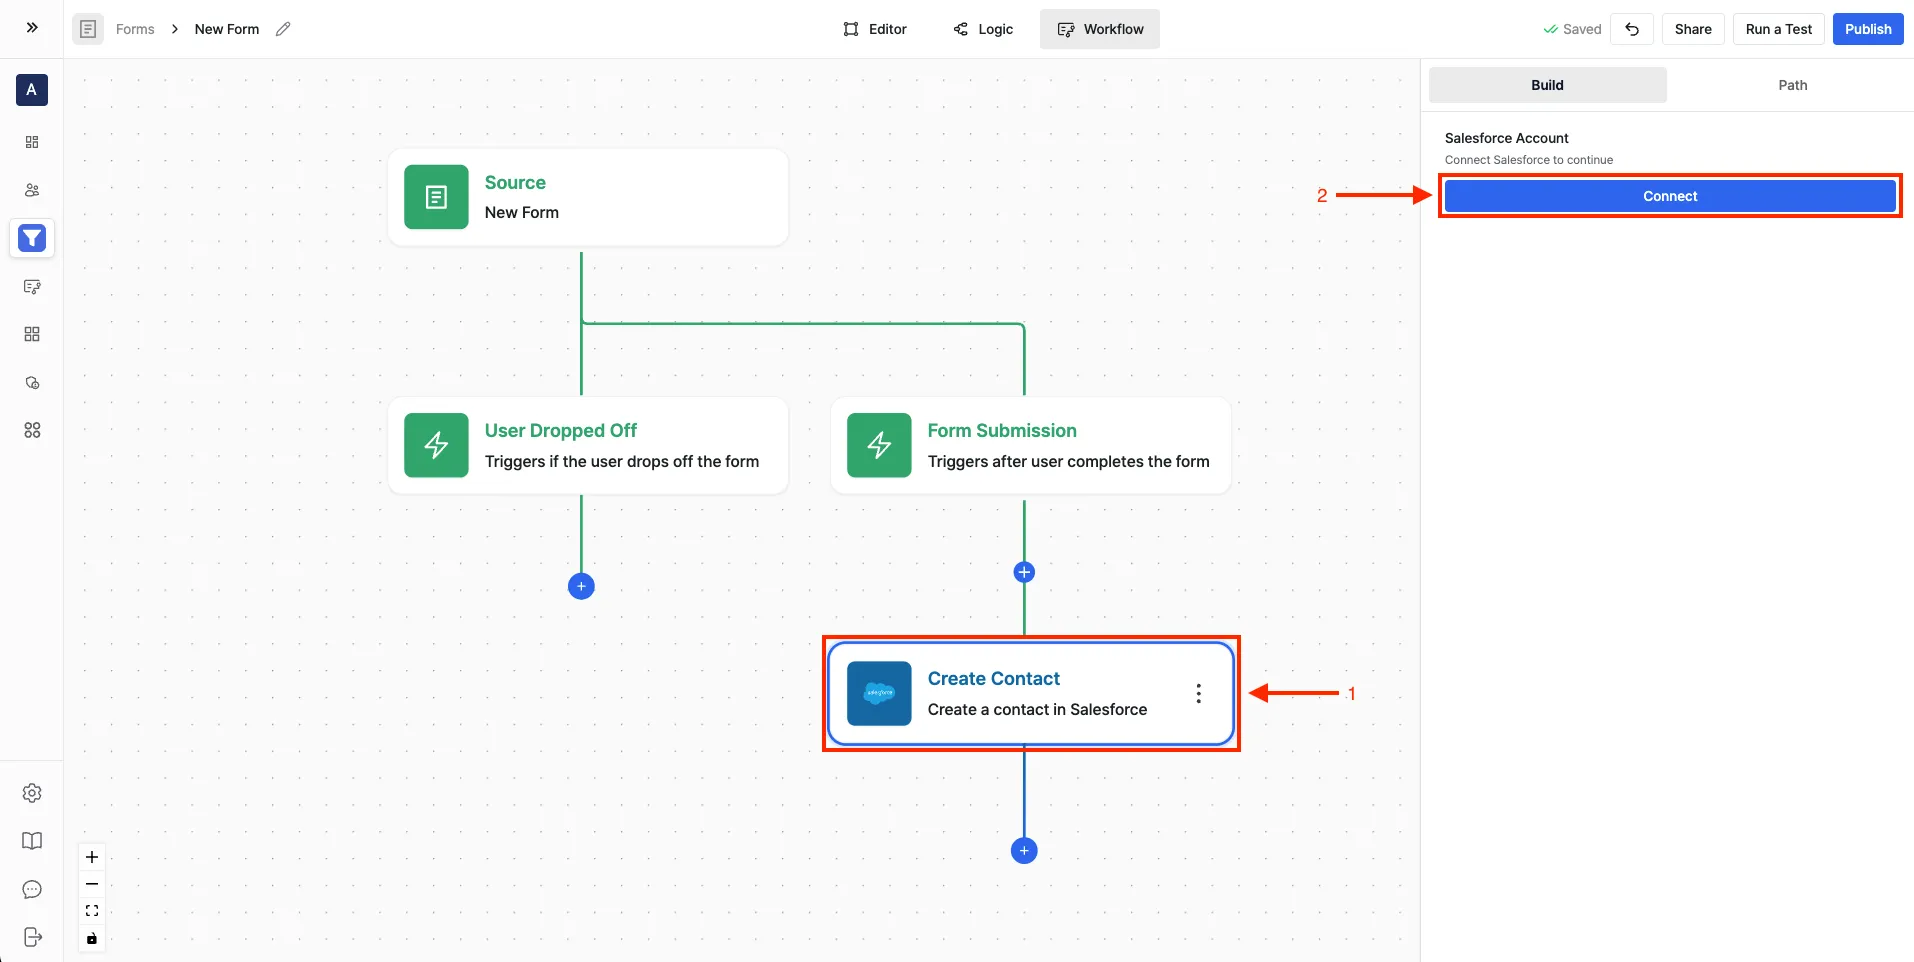 Forms
New Form
Editor
Logic
Workflow
Saved
Share
Run a Test
Publish
A
Build
Path
Salesforce Account
Connect Salesforce to continue
2
Connect
Source
New Form
User Dropped Off
Triggers if the user drops off the form
Form Submission
Triggers after user completes the form
salesforce
Create Contact
Create a contact in Salesforce
1